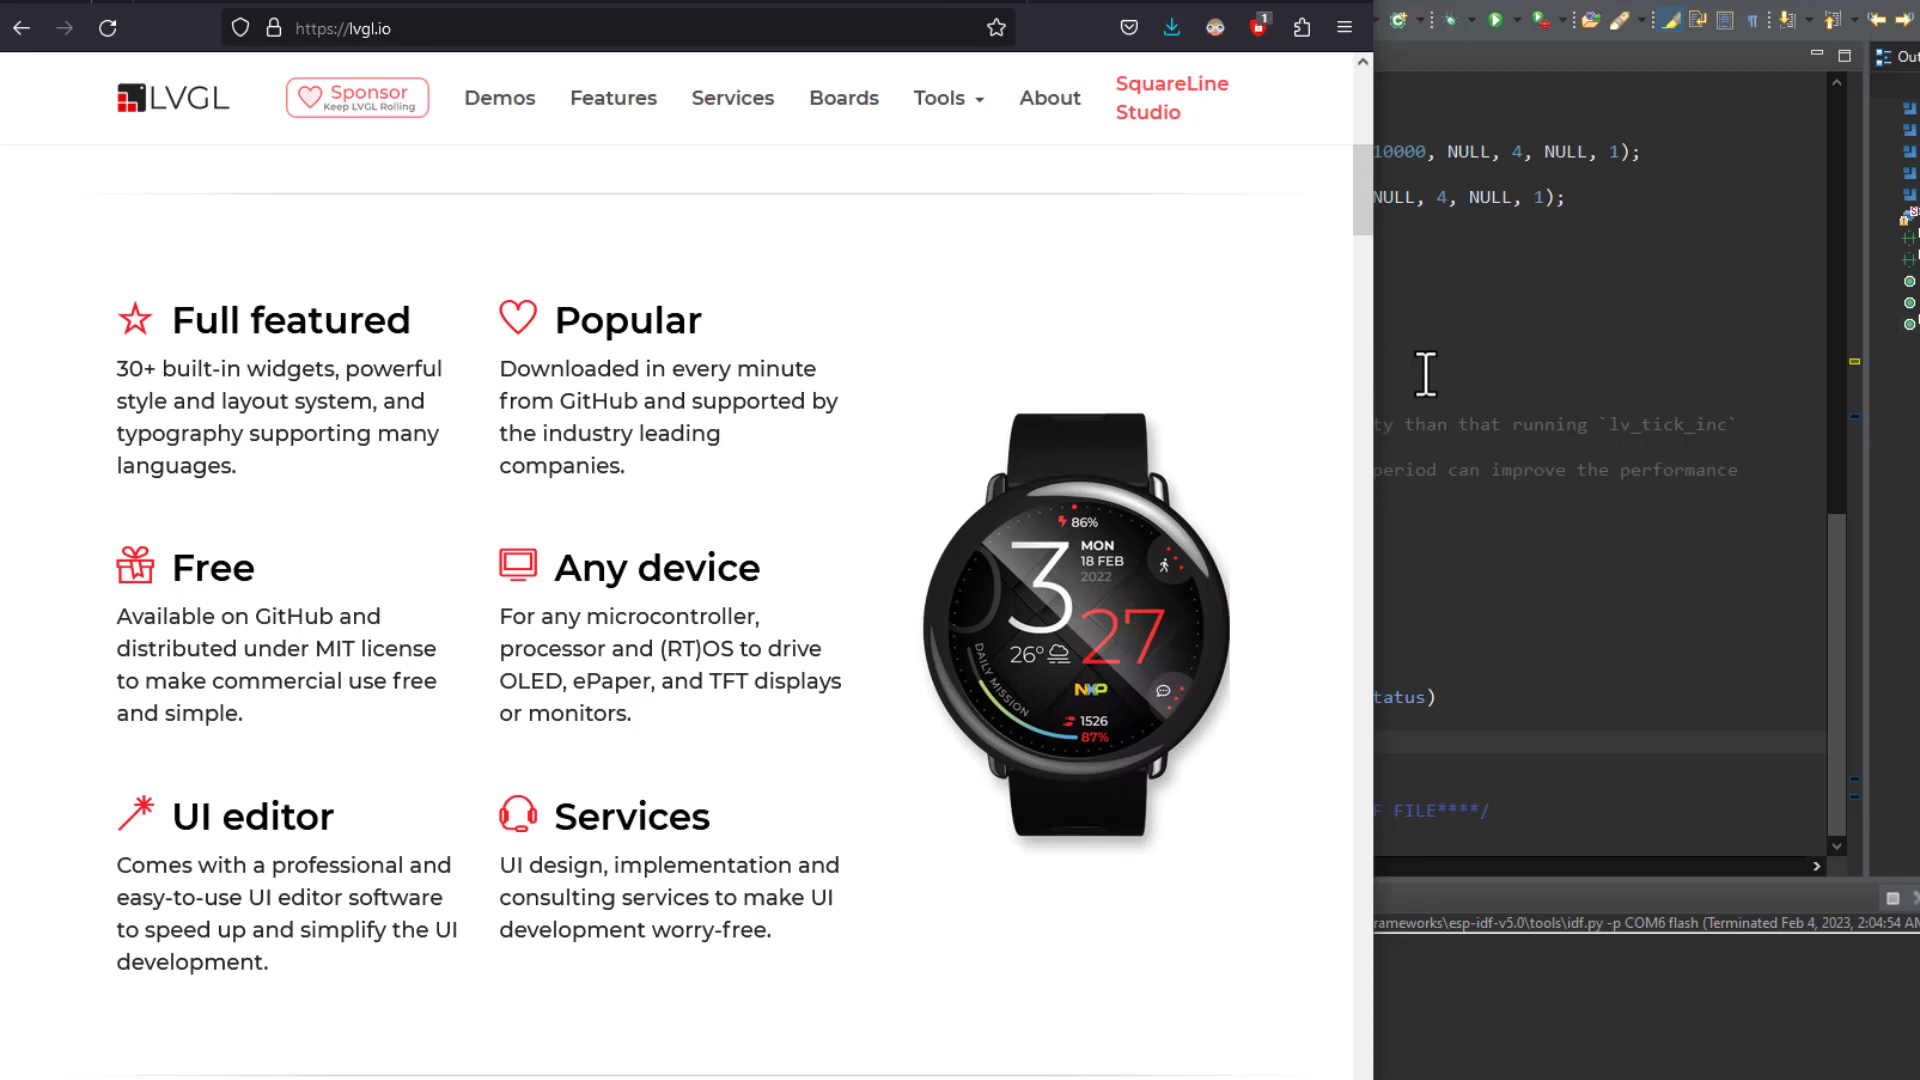 https://lvgl.io
1
LVGL
Sponsor
Keep LVGL Rolling
Demos
Features
Services
Boards
Tools
About
SquareLine
Studio
Full featured
30+ built-in widgets, powerful
style and layout system, and
typography supporting many
languages.
Popular
Downloaded in every minute
from GitHub and supported by
the industry leading
companies.
Free
Available on GitHub and
distributed under MIT license
to make commercial use free
and simple.
Any device
For any microcontroller,
processor and (RT)OS to drive
OLED, ePaper, and TFT displays
or monitors.
UI editor
Comes with a professional and
easy-to-use UI editor software
to speed up and simplify the UI
development.
Services
UI design, implementation and
consulting services to make UI
development worry-free.
86%
3
MON
18 FEB
2022
27
26°
DAILY MISSION
NXP
1526
87%
Out
10000, NULL, 4, NULL, 1);
NULL, 4, NULL, 1);
ty than that running `lv_tick_inc`
period can improve the performance
tatus)
F FILE****/
rameworks\esp-idf-v5.0\tools\idf.py -p COM6 flash (Terminated Feb 4, 2023, 2:04:54 AM